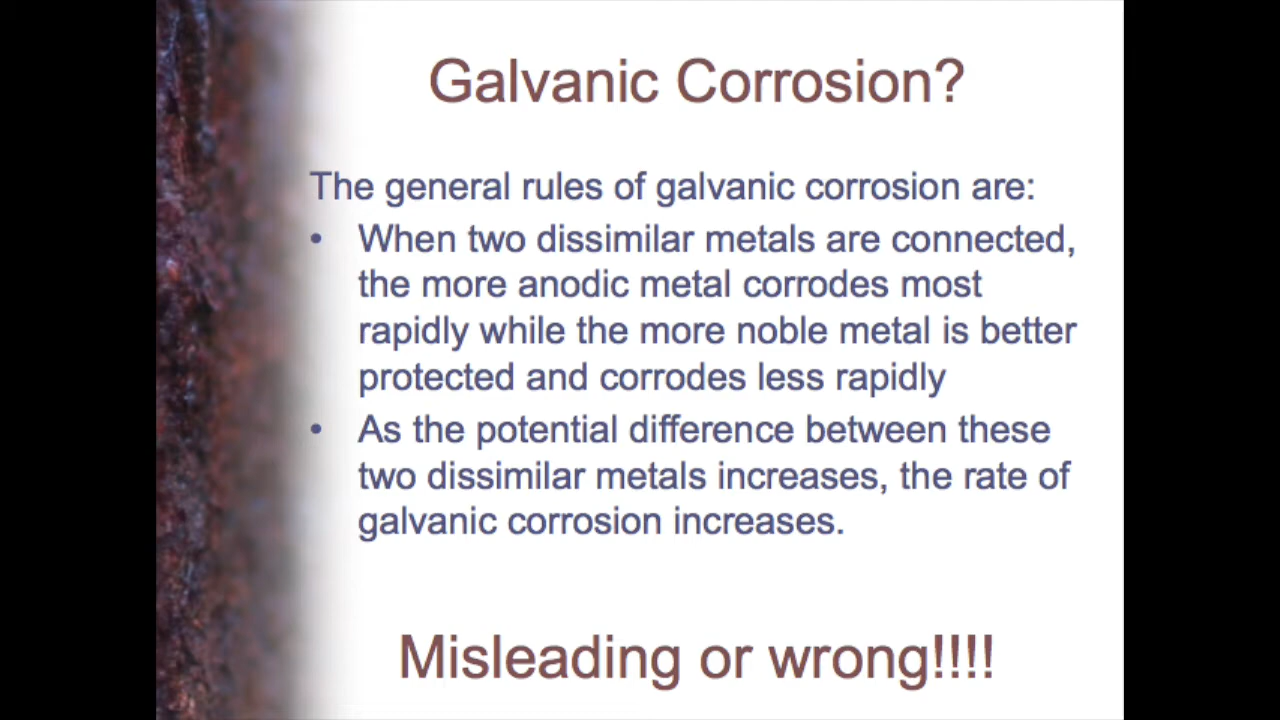 Galvanic Corrosion?
The general rules of galvanic corrosion are:
• When two dissimilar metals are connected,
the more anodic metal corrodes most
rapidly while the more noble metal is better
protected and corrodes less rapidly
• As the potential difference between these
two dissimilar metals increases, the rate of
galvanic corrosion increases.
Misleading or wrong!!!!